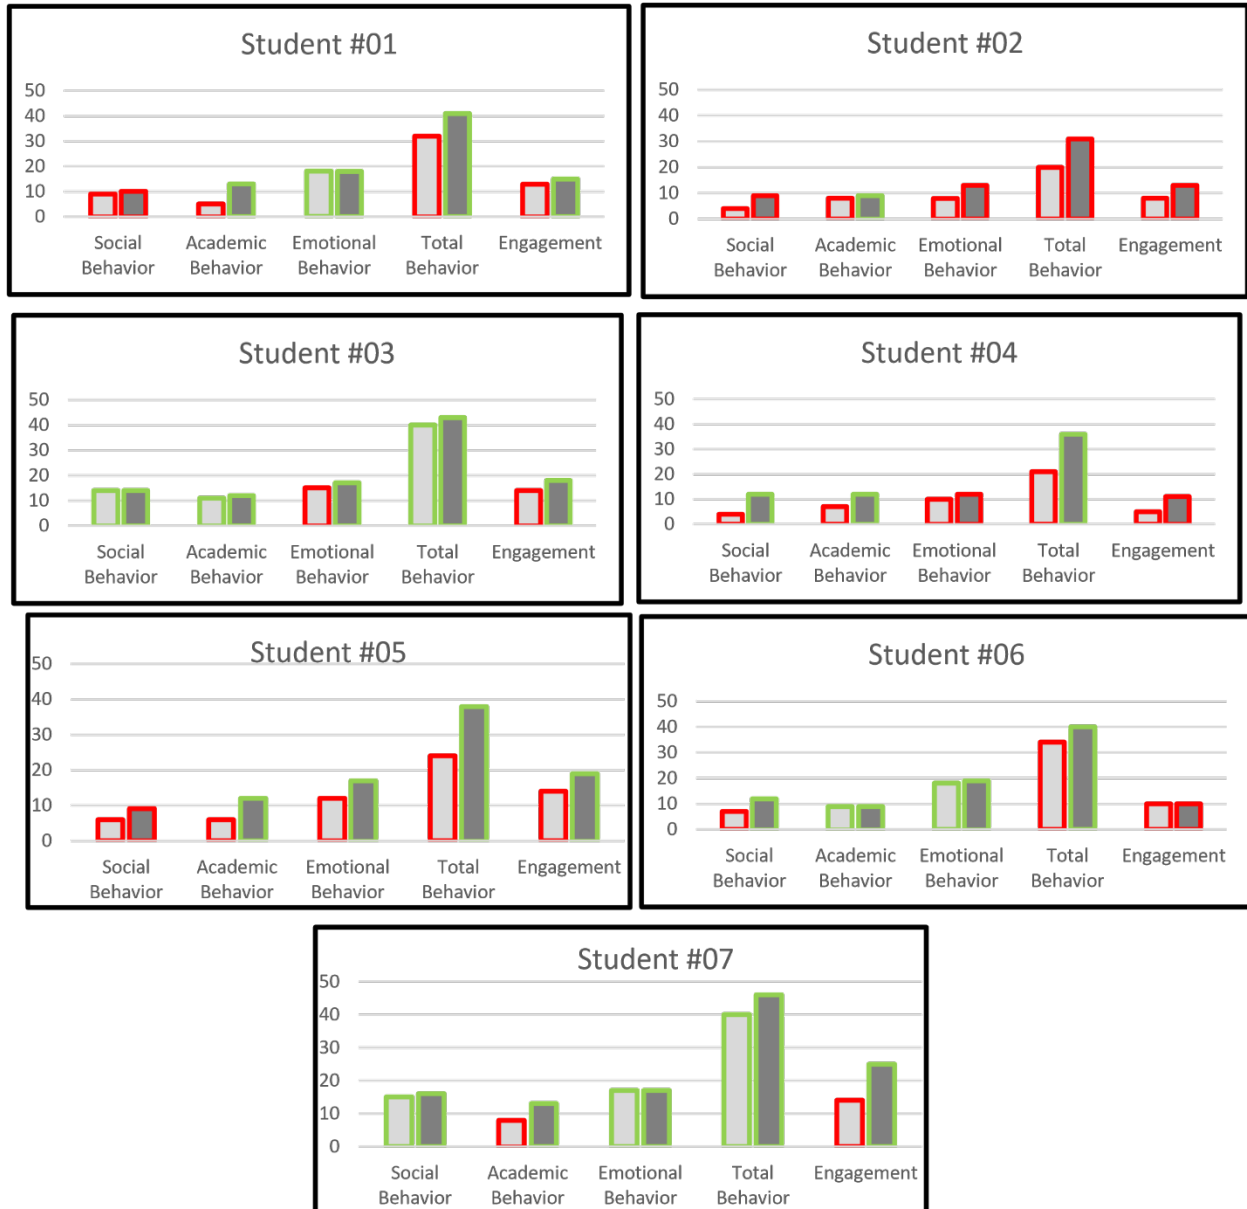 Student #01
50
40
30
20
10
0
Social Behavior
Academic Behavior
Emotional Behavior
Total Behavior
Engagement
Student #02
50
40
30
20
10
0
Social Behavior
Academic Behavior
Emotional Behavior
Total Behavior
Engagement
Student #03
50
40
30
20
10
0
Social Behavior
Academic Behavior
Emotional Behavior
Total Behavior
Engagement
Student #04
50
40
30
20
10
0
Social Behavior
Academic Behavior
Emotional Behavior
Total Behavior
Engagement
Student #05
50
40
30
20
10
0
Social Behavior
Academic Behavior
Emotional Behavior
Total Behavior
Engagement
Student #06
50
40
30
20
10
0
Social Behavior
Academic Behavior
Emotional Behavior
Total Behavior
Engagement
Student #07
50
40
30
20
10
0
Social Behavior
Academic Behavior
Emotional Behavior
Total Behavior
Engagement